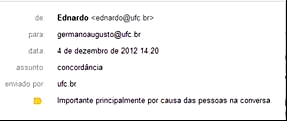 de Ednardo <ednardo@ufc.br>
para germanoaugusto@ufc.br
data 4 de dezembro de 2012 14:20
assunto concordância
enviado por ufc.br
Importante principalmente por causa das pessoas na conversa.